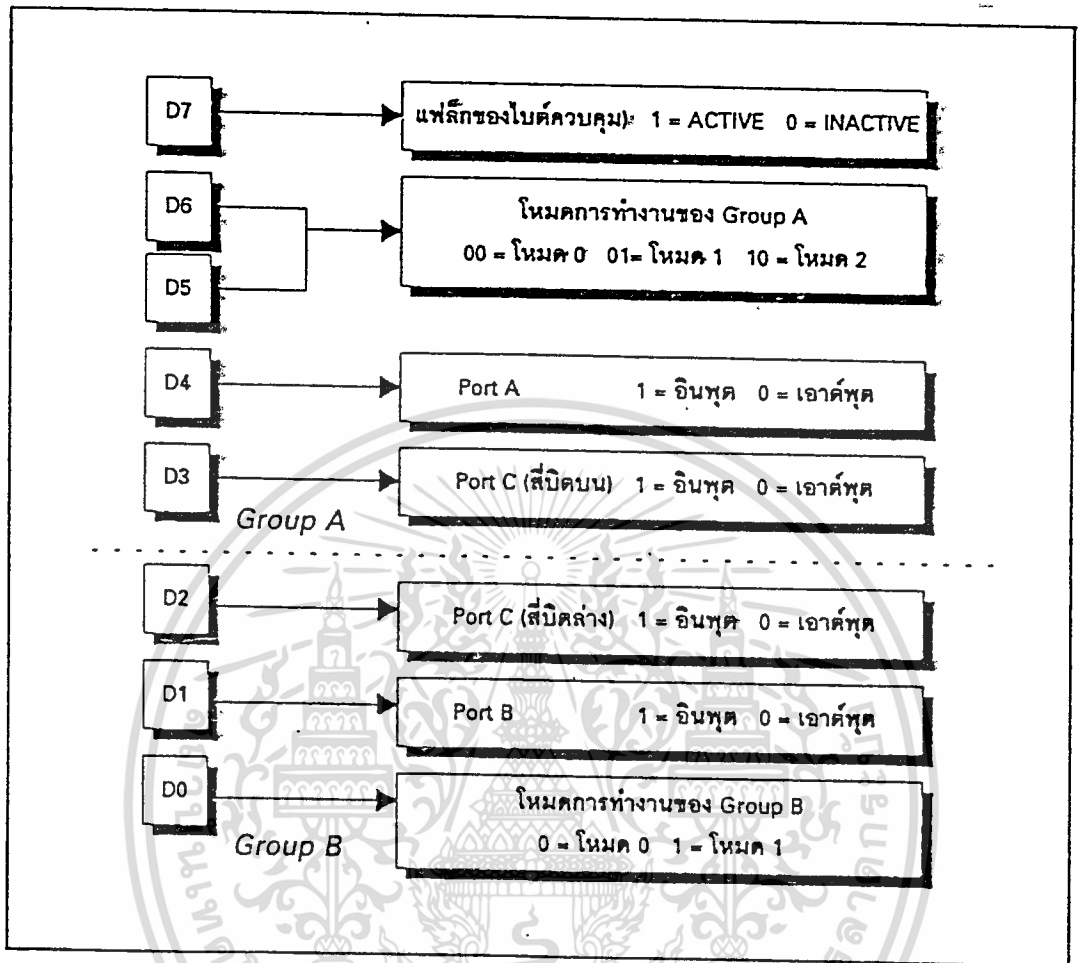 D7
แฟล็กของไบต์ควบคุม): 1 = ACTIVE 0 = INACTIVE
D6
D5
โหมดการทำงานของ Group A
00 = โหมด 0 01= โหมด 1 10 = โหมด 2
D4
Port A 1 = อินพุต 0 = เอาต์พุต
D3
Port C (สี่บิตบน) 1 = อินพุต 0 = เอาต์พุต
Group A
D2
Port C (สี่บิตล่าง) 1 = อินพุต 0 = เอาต์พุต
D1
Port B 1 = อินพุต 0 = เอาต์พุต
D0
โหมดการทำงานของ Group B
0 = โหมด 0 1 = โหมด 1
Group B